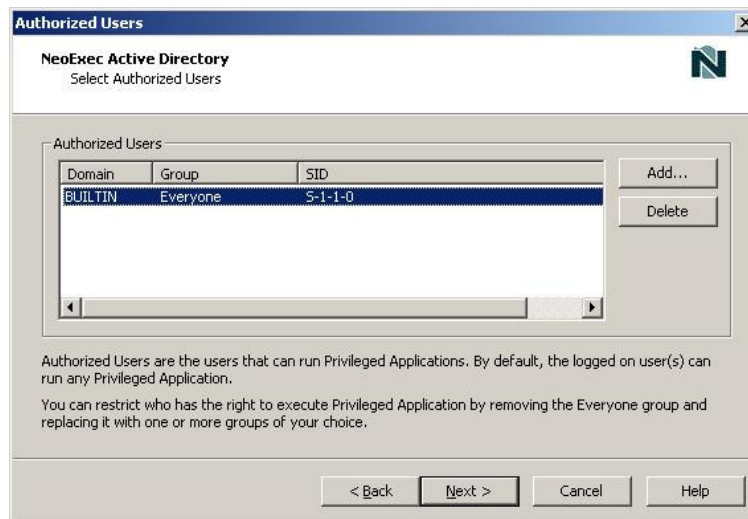 Authorized Users
NeoExec Active Directory
Select Authorized Users
N
Authorized Users
Domain Group SID
BUILTIN Everyone S-1-1-0
Add...
Delete
Authorized Users are the users that can run Privileged Applications. By default, the logged on user(s) can
run any Privileged Application.
You can restrict who has the right to execute Privileged Application by removing the Everyone group and
replacing it with one or more groups of your choice.
< Back Next > Cancel Help